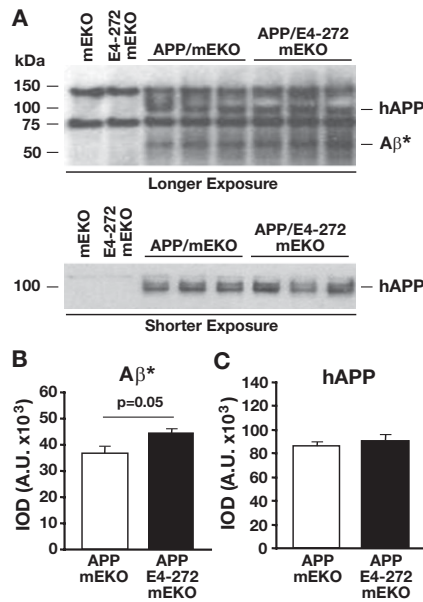 A
kDa
mEKO
E4-272
mEKO
APP/mEKO
APP/E4-272
mEKO
150
100
75
50
hAPP
Aβ*
Longer Exposure
mEKO
E4-272
mEKO
APP/mEKO
APP/E4-272
mEKO
100
hAPP
Shorter Exposure
B
Aβ*
p=0.05
IOD (A.U. x10³)
60
50
40
30
20
10
0
APP
mEKO
APP
E4-272
mEKO
C
hAPP
IOD (A.U. x10³)
140
120
100
80
60
40
20
0
APP
mEKO
APP
E4-272
mEKO